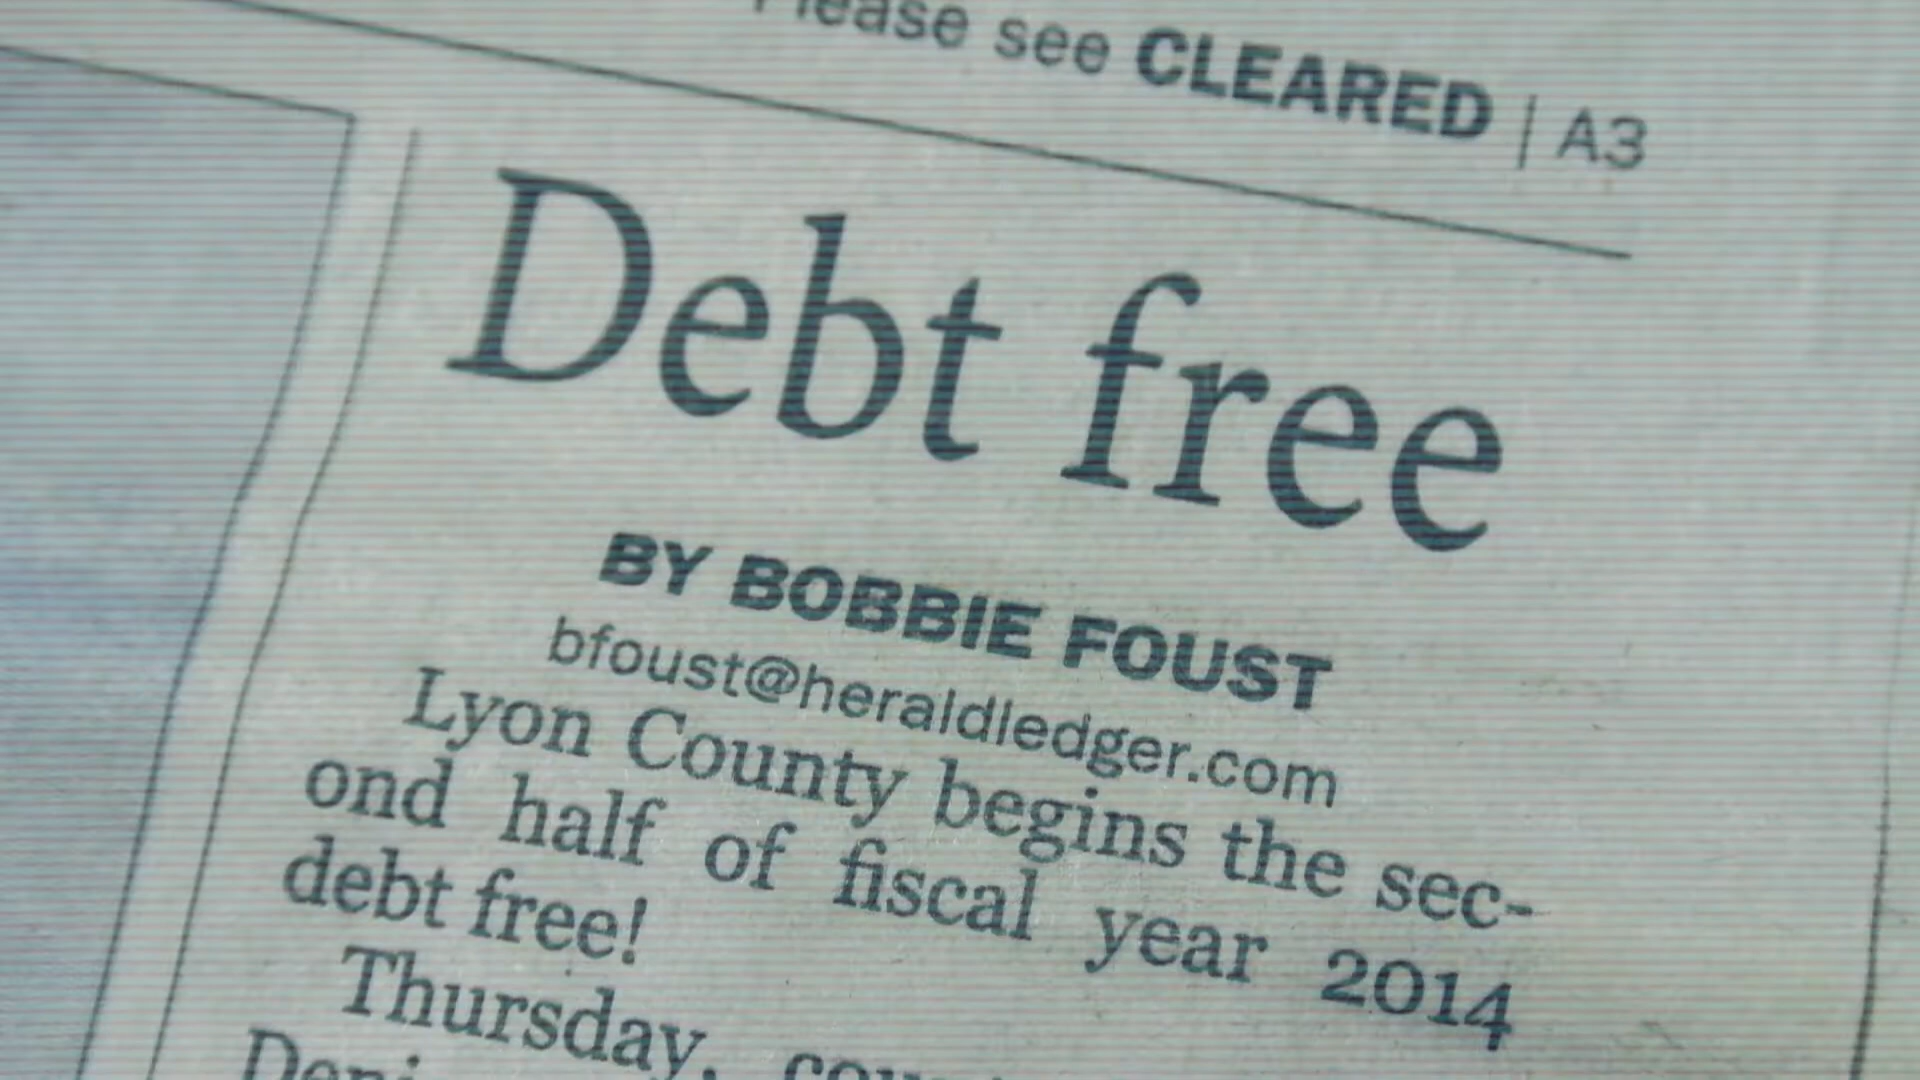 Please see CLEARED | A3
Debt free
BY BOBBIE FOUST
bfoust@heraldledger.com
Lyon County begins the sec-
ond half of fiscal year 2014
debt free!
Thursday,